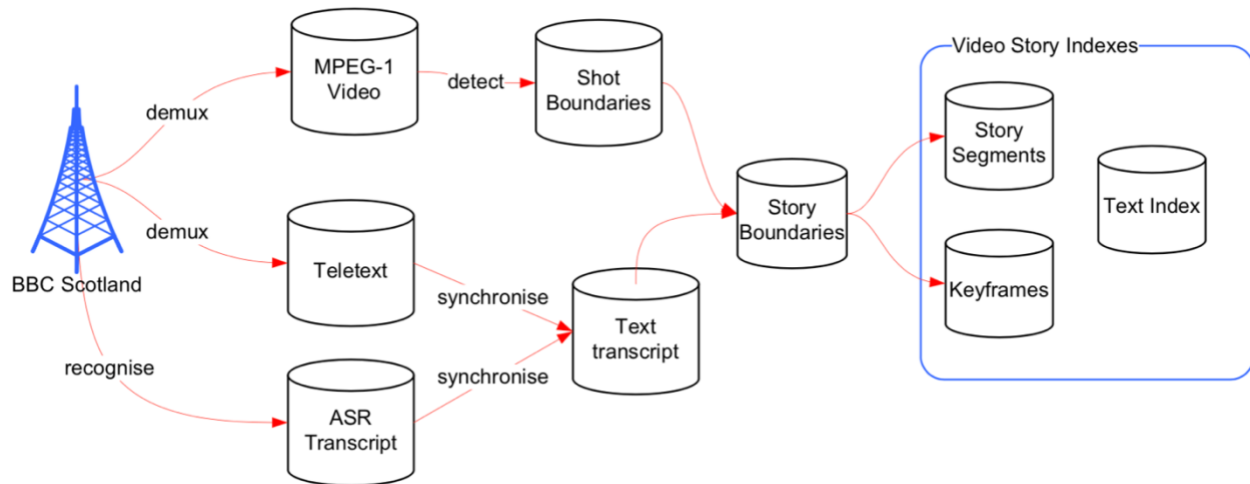 Video Story Indexes
MPEG-1
Video
detect
Shot
Boundaries
demux
Story
Segments
Text Index
demux
Story
Boundaries
BBC Scotland
Teletext
synchronise
Keyframes
Text
transcript
recognise
synchronise
ASR
Transcript